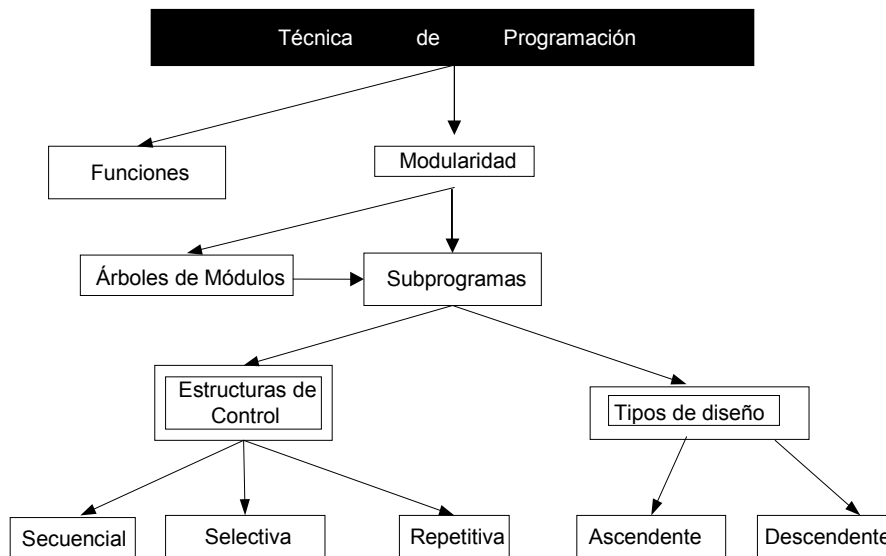 Técnica de Programación
Funciones
Modularidad
Árboles de Módulos
Subprogramas
Estructuras de
Control
Tipos de diseño
Secuencial
Selectiva
Repetitiva
Ascendente
Descendente